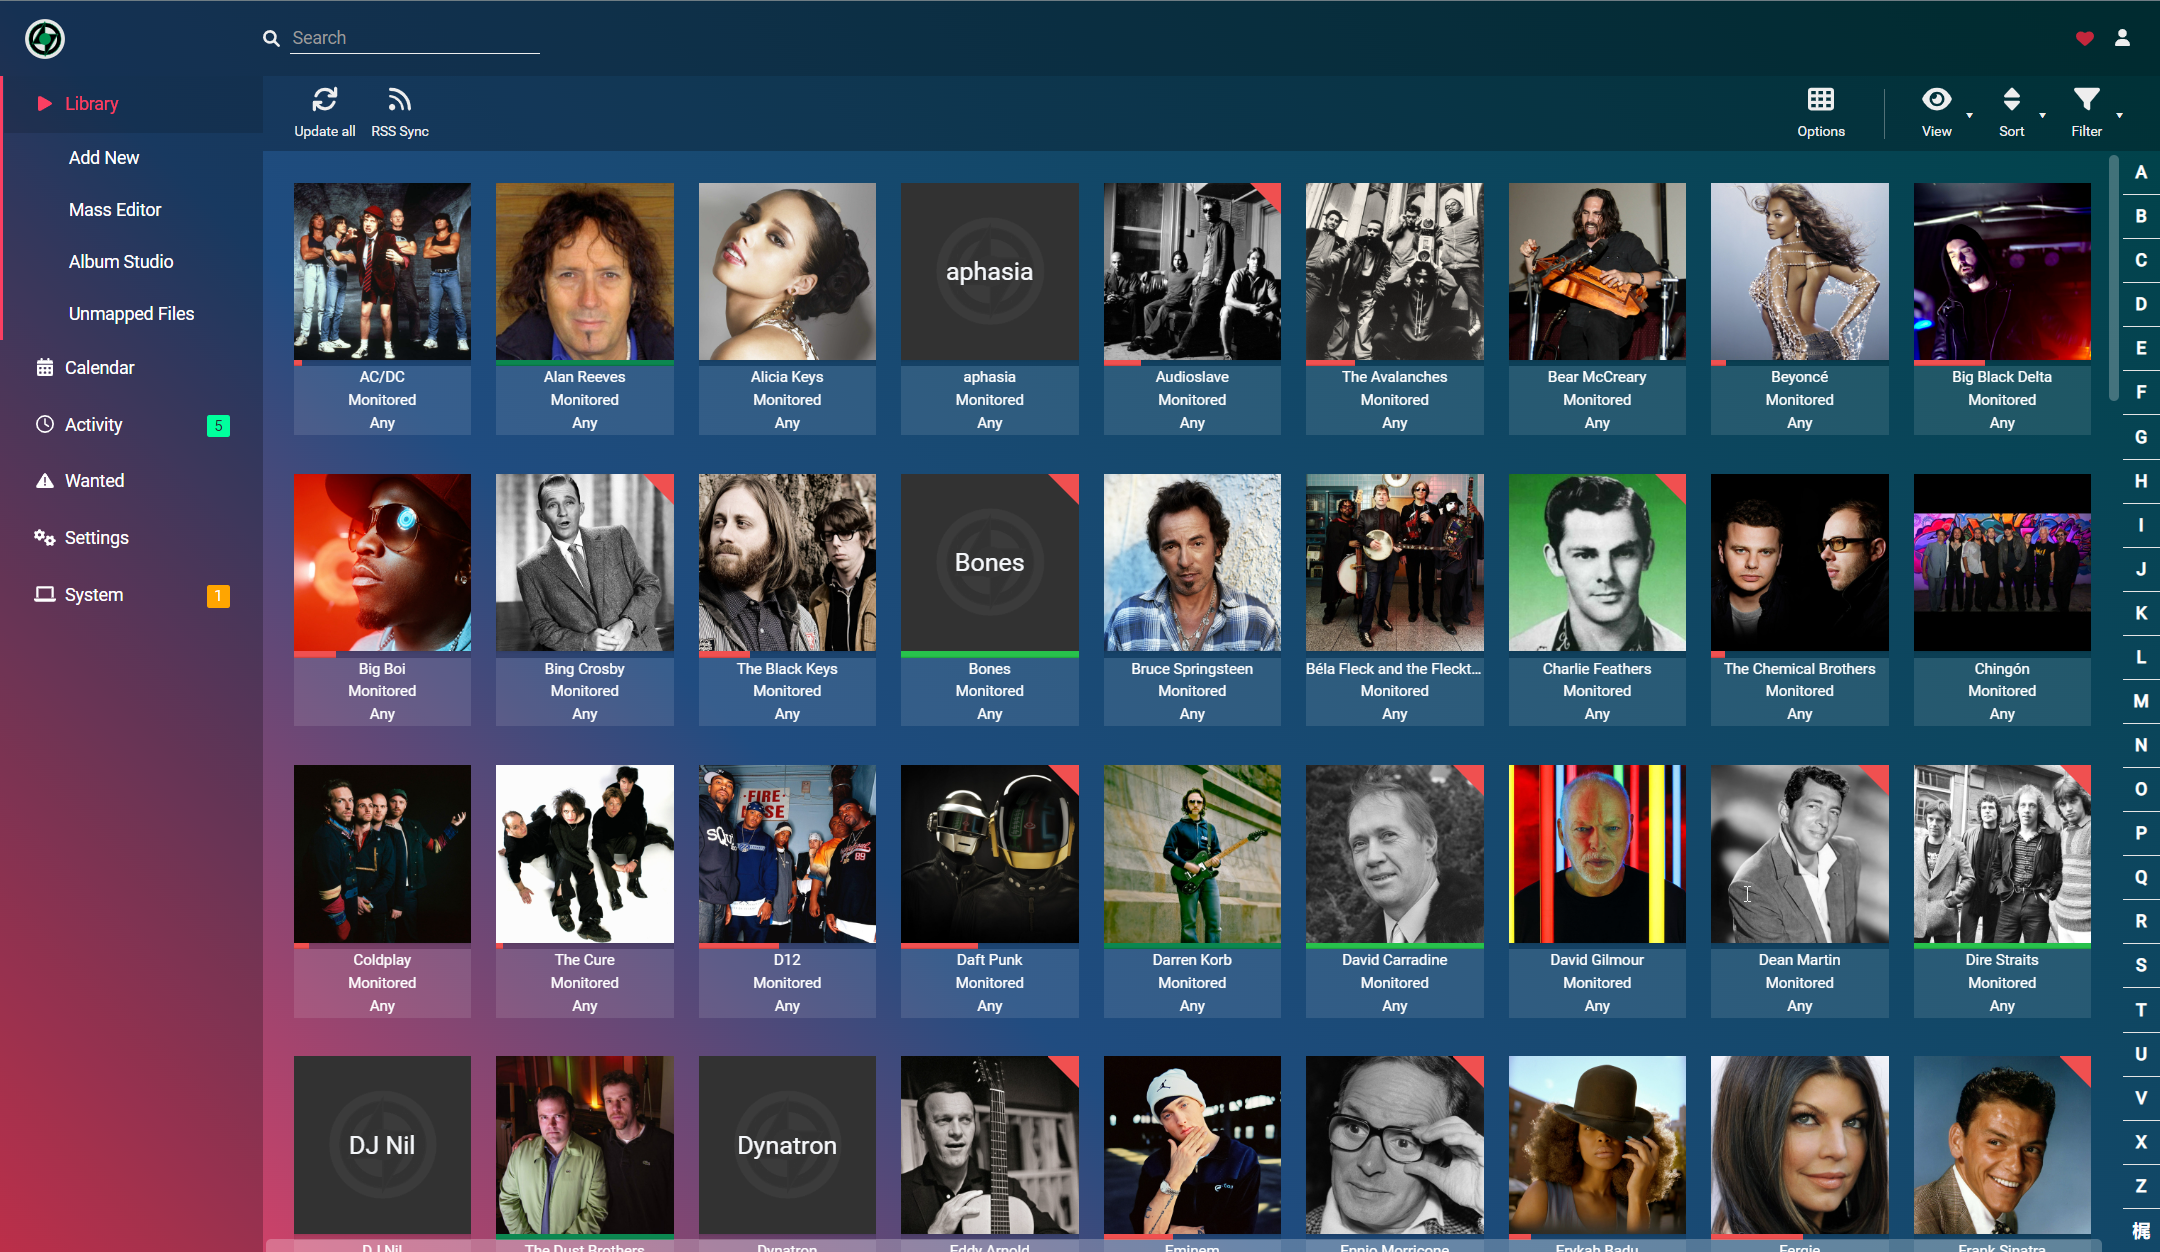 Search
Library
Add New
Mass Editor
Album Studio
Unmapped Files
Calendar
Activity
5
Wanted
Settings
System
1
Update all
RSS Sync
Options
View
Sort
Filter
aphasia
AC/DC
Monitored
Any
Alan Reeves
Monitored
Any
Alicia Keys
Monitored
Any
aphasia
Monitored
Any
Audioslave
Monitored
Any
The Avalanches
Monitored
Any
Bear McCreary
Monitored
Any
Beyoncé
Monitored
Any
Big Black Delta
Monitored
Any
Bones
Big Boi
Monitored
Any
Bing Crosby
Monitored
Any
The Black Keys
Monitored
Any
Bones
Monitored
Any
Bruce Springsteen
Monitored
Any
Béla Fleck and the Fleckt...
Monitored
Any
Charlie Feathers
Monitored
Any
The Chemical Brothers
Monitored
Any
Chingón
Monitored
Any
FIRE
Coldplay
Monitored
Any
The Cure
Monitored
Any
D12
Monitored
Any
Daft Punk
Monitored
Any
Darren Korb
Monitored
Any
David Carradine
Monitored
Any
David Gilmour
Monitored
Any
Dean Martin
Monitored
Any
Dire Straits
Monitored
Any
DJ Nil
Dynatron
DJ Nil
The Dust Brothers
Dynatron
Eddy Arnold
Eminem
Ennio Morricone
Erykah Badu
Fergie
Frank Sinatra
A
B
C
D
E
F
G
H
I
J
K
L
M
N
O
P
Q
R
S
T
U
V
X
Z
梶